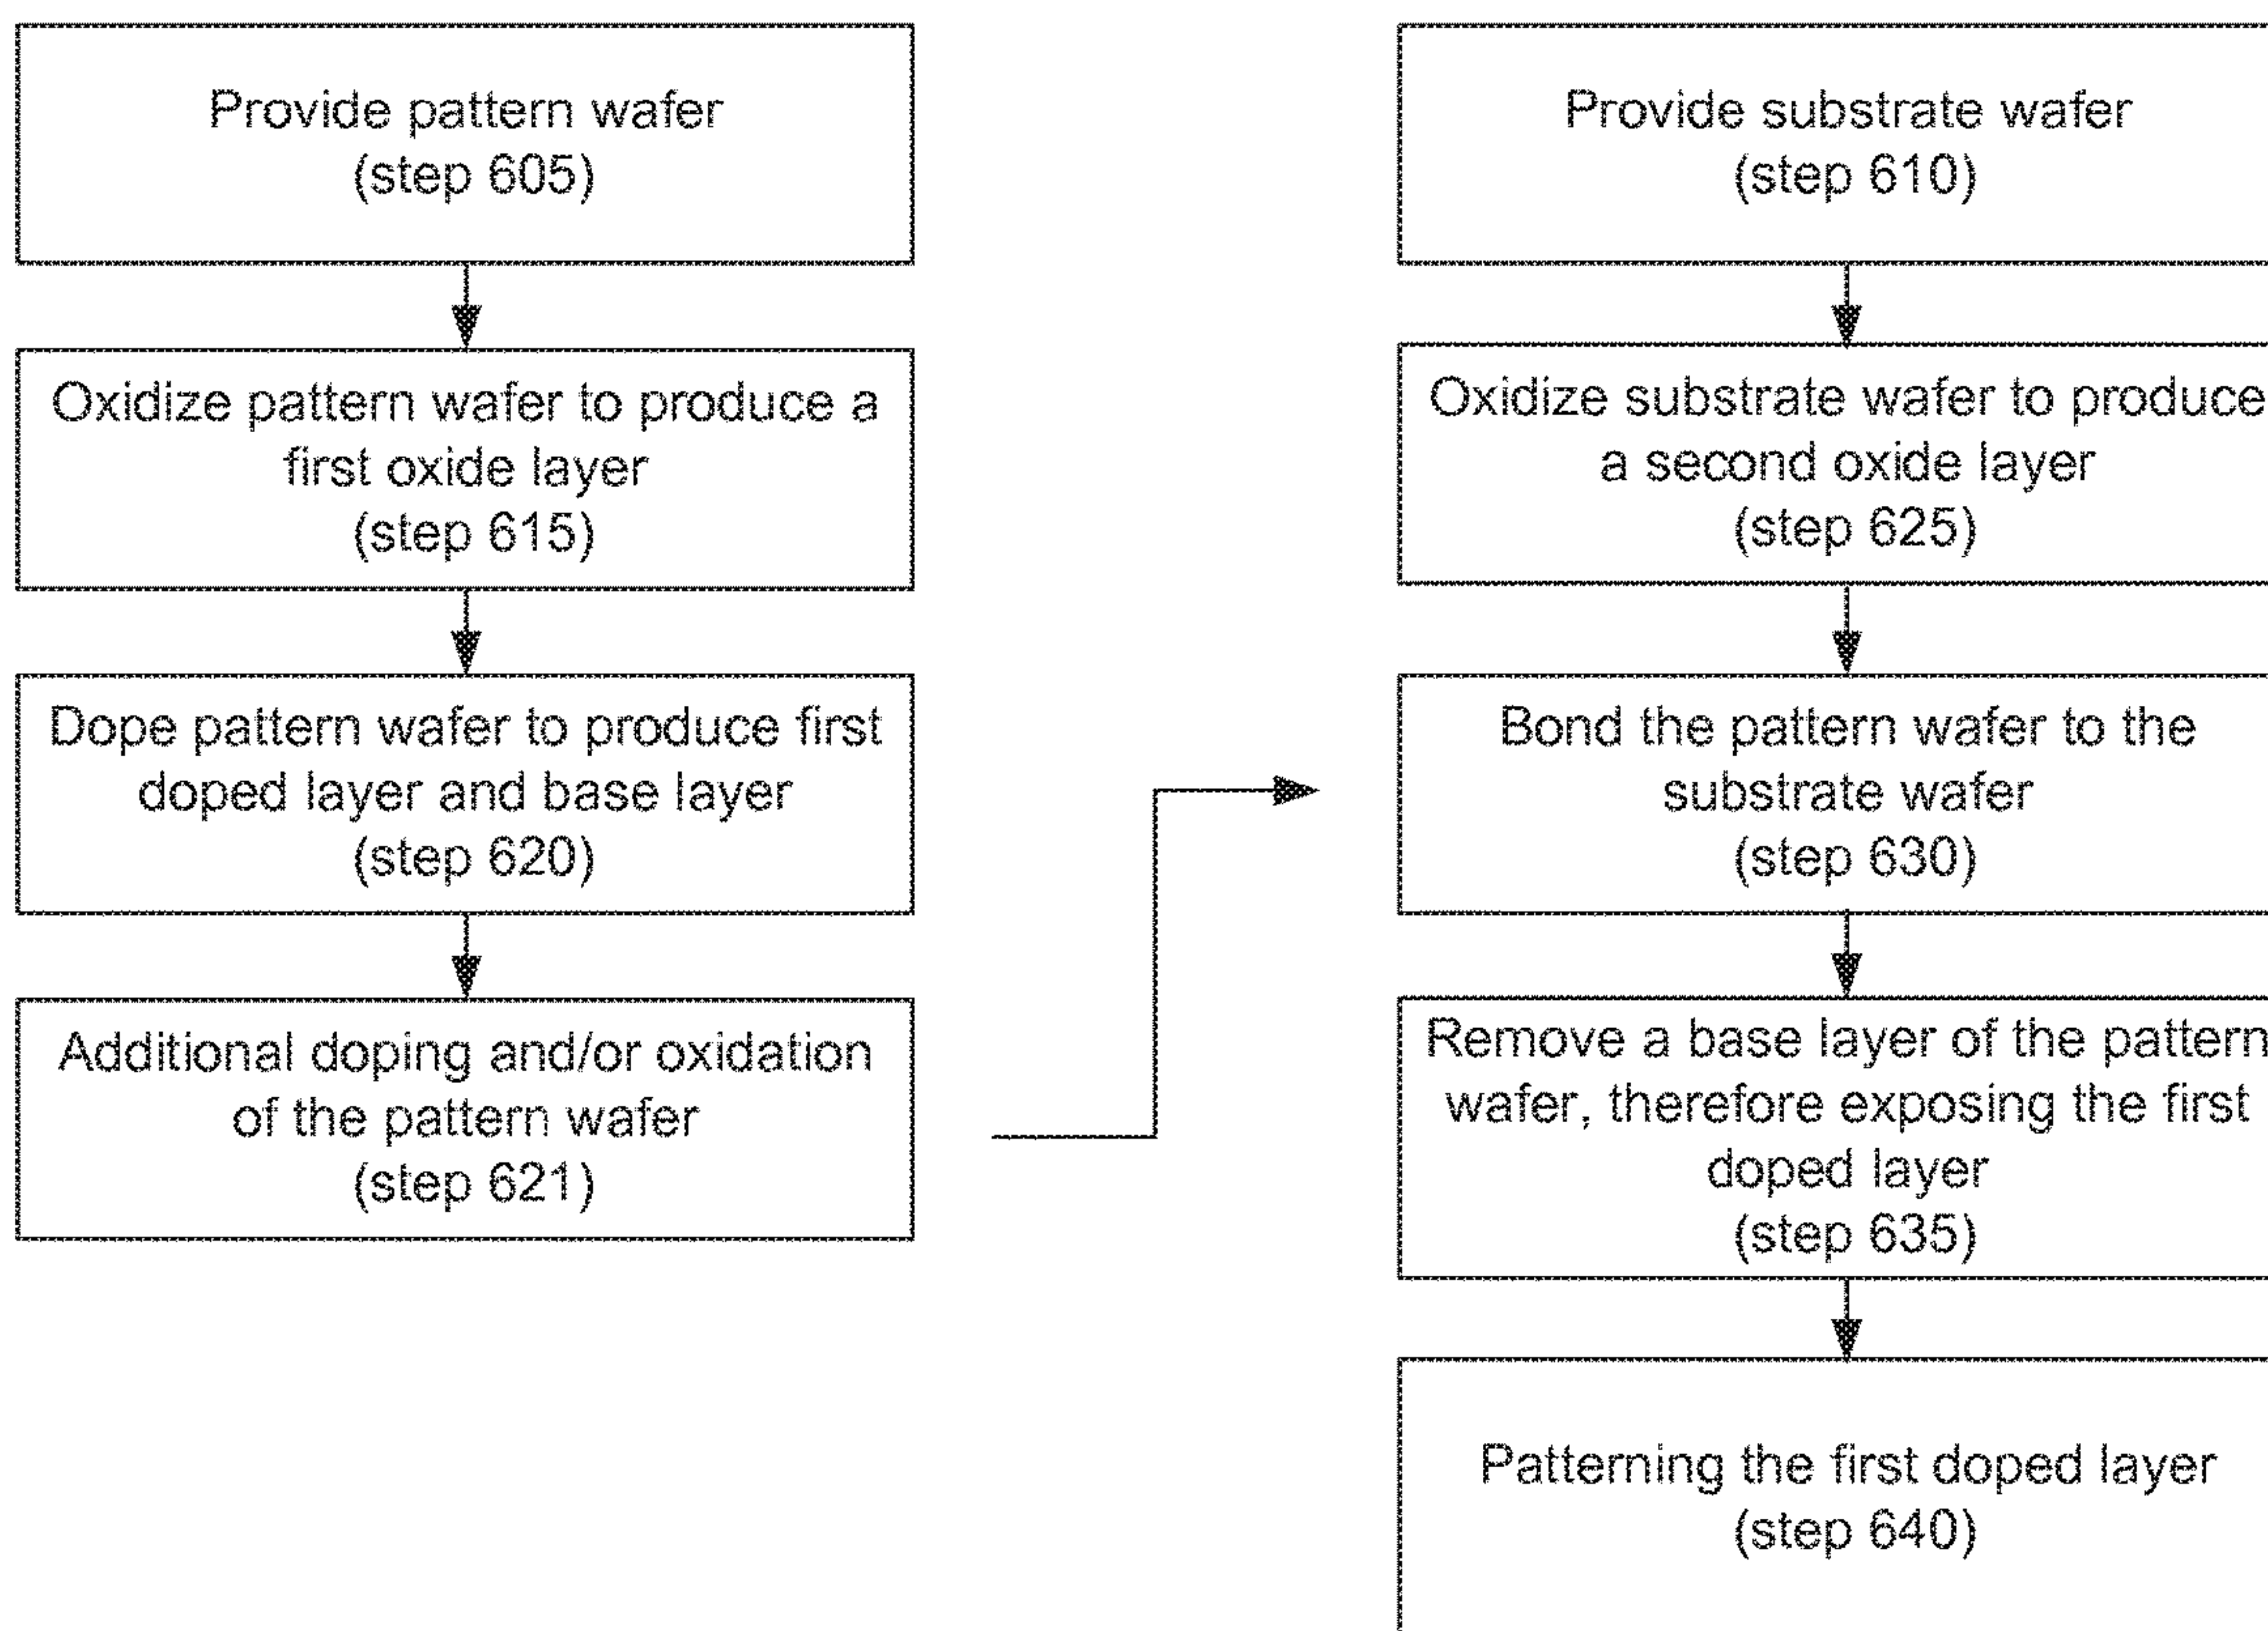 Provide pattern wafer
(step 605)
Oxidize pattern wafer to produce a
first oxide layer
(step 615)
Dope pattern wafer to produce first
doped layer and base layer
(step 620)
Additional doping and/or oxidation
of the pattern wafer
(step 621)
Provide substrate wafer
(step 610)
Oxidize substrate wafer to produce
a second oxide layer
(step 625)
Bond the pattern wafer to the
substrate wafer
(step 630)
Remove a base layer of the pattern
wafer, therefore exposing the first
doped layer
(step 635)
Patterning the first doped layer
(step 640)